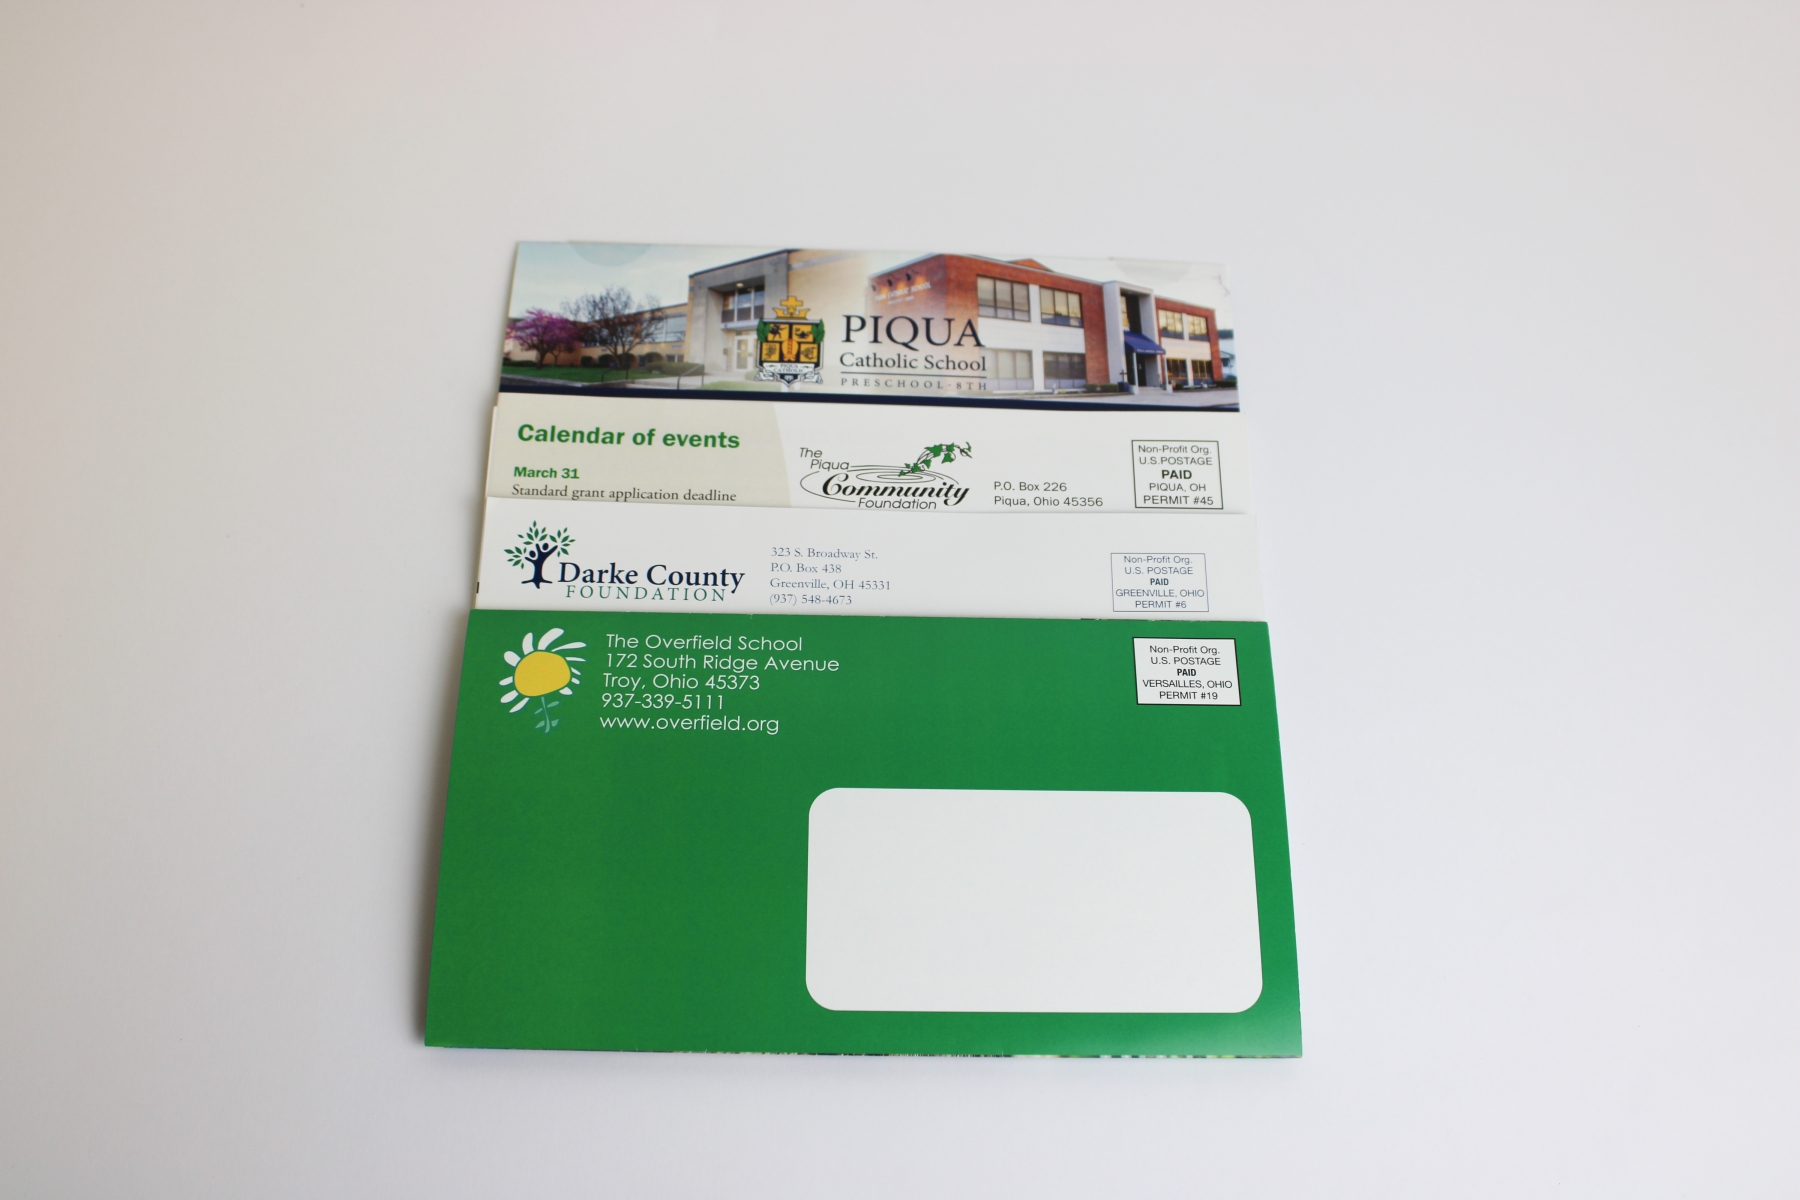 PIQUA
Catholic School
PRESCHOOL · 8TH
PIQUA
CATHOLIC
Calendar of events
March 31
Standard grant application deadline
The
Piqua
Community
Foundation
P.O. Box 226
Piqua, Ohio 45356
Non-Profit Org.
U.S.POSTAGE
PAID
PIQUA, OH
PERMIT #45
Darke County
FOUNDATION
323 S. Broadway St.
P.O. Box 438
Greenville, OH 45331
(937) 548-4673
Non-Profit Org.
U.S. POSTAGE
PAID
GREENVILLE, OHIO
PERMIT #6
The Overfield School
172 South Ridge Avenue
Troy, Ohio 45373
937-339-5111
www.overfield.org
Non-Profit Org.
U.S. POSTAGE
PAID
VERSAILLES, OHIO
PERMIT #19